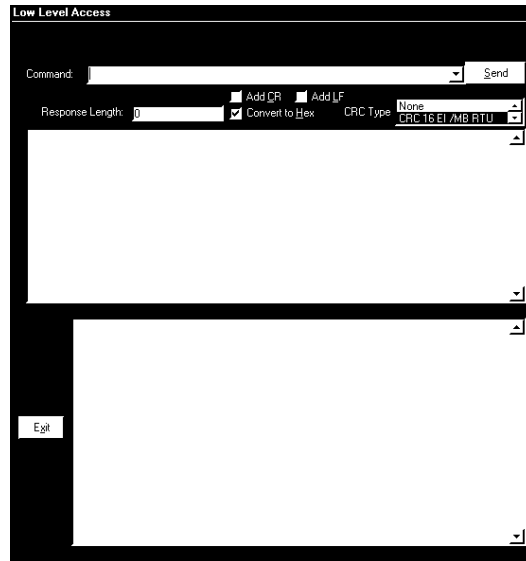 Low Level Access
Command:
Send
Add CR Add LF
Response Length: 0
Convert to Hex
CRC Type
None
CRC 16 EI /MB RTU
Exit